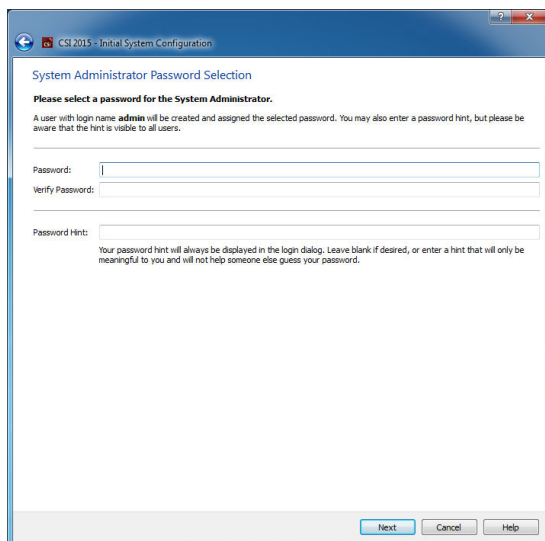 CSI 2015 - Initial System Configuration
System Administrator Password Selection
Please select a password for the System Administrator.
A user with login name admin will be created and assigned the selected password. You may also enter a password hint, but please be
aware that the hint is visible to all users.
Password:
Verify Password:
Password Hint:
Your password hint will always be displayed in the login dialog. Leave blank if desired, or enter a hint that will only be
meaningful to you and will not help someone else guess your password.
Next Cancel Help